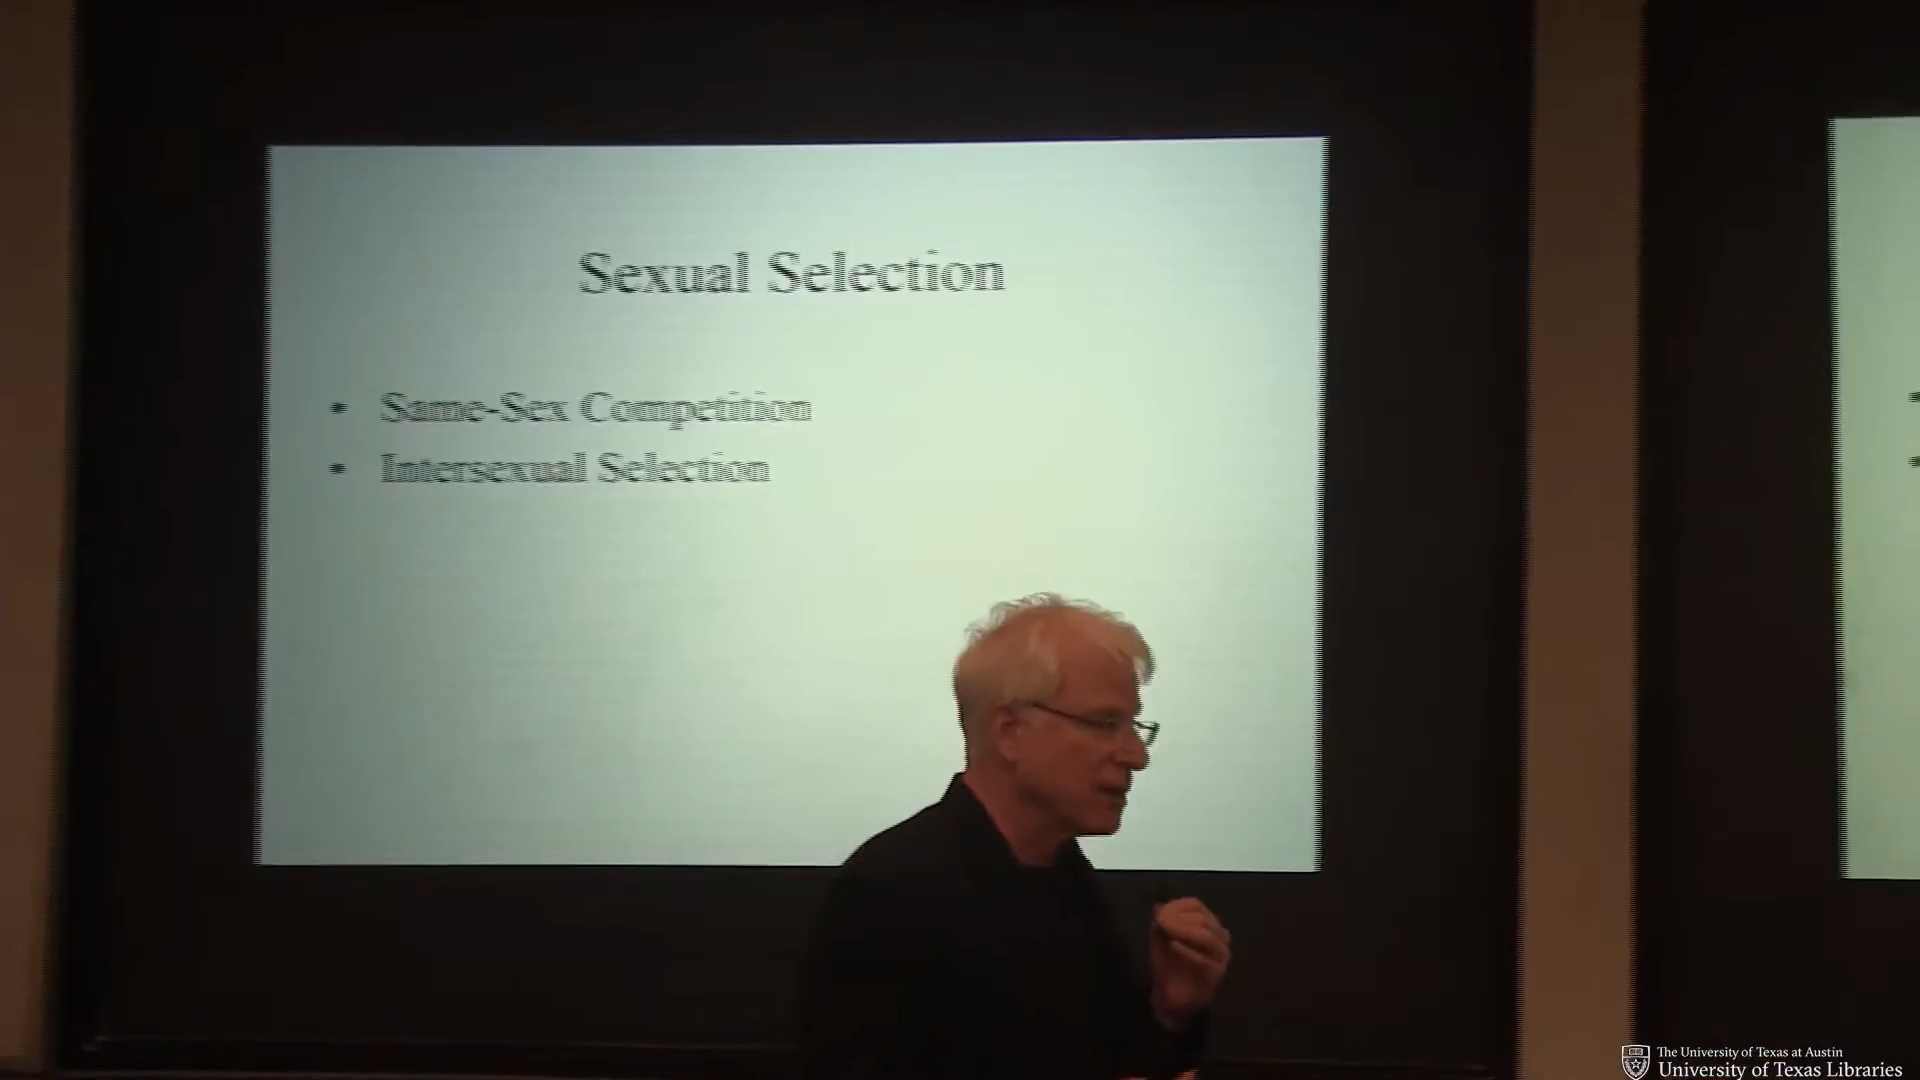 Sexual Selection
• Same-Sex Competition
• Intersexual Selection
The University of Texas at Austin
University of Texas Libraries